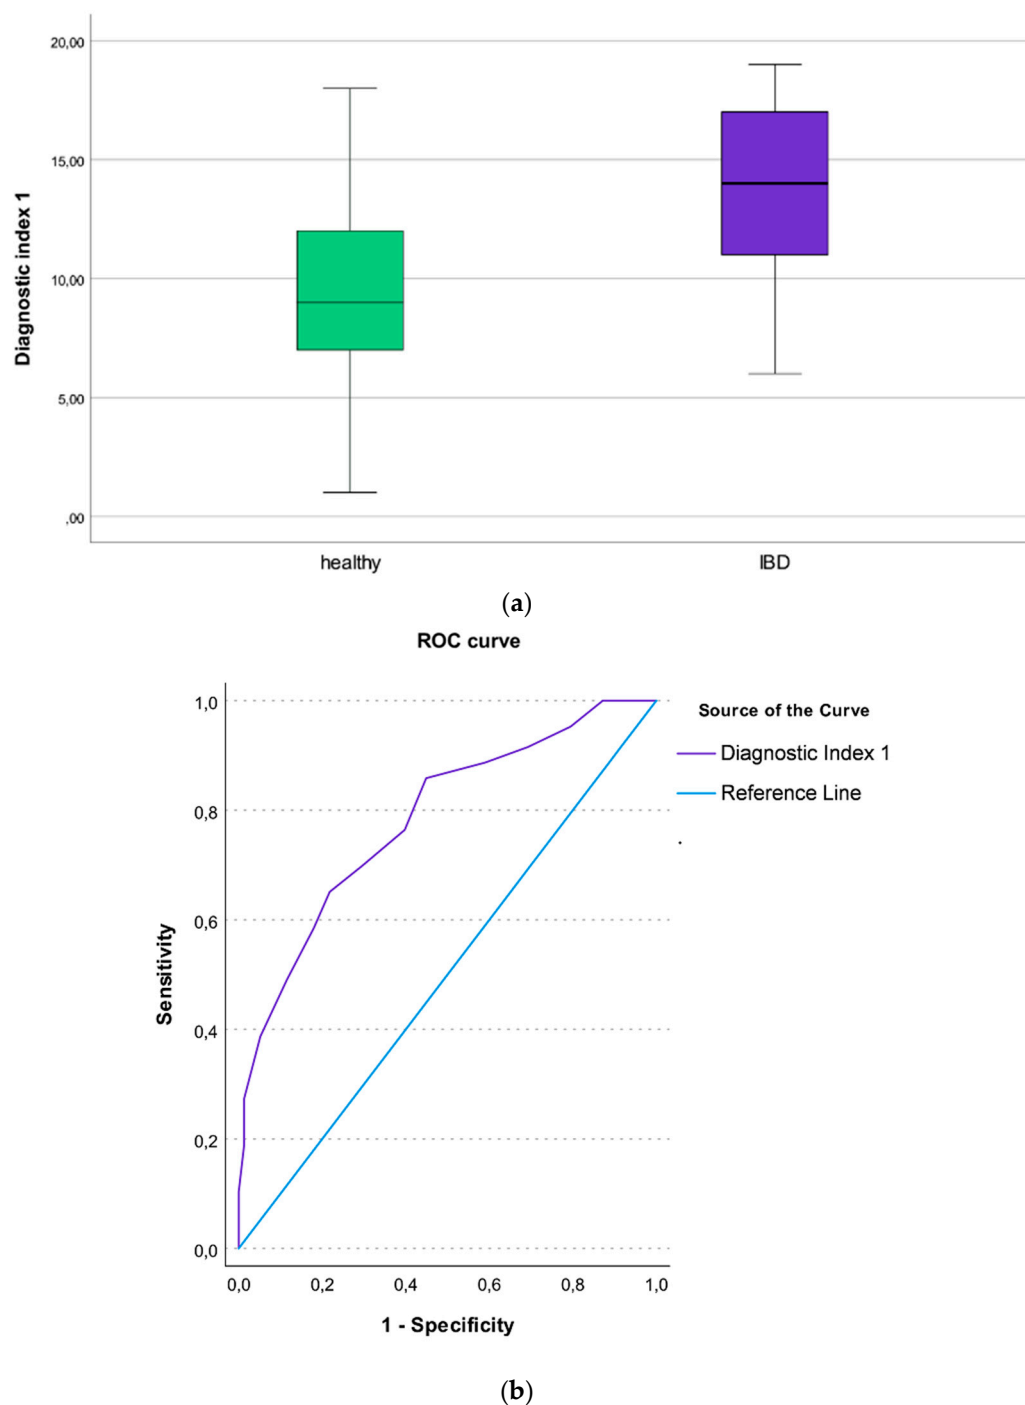 20,00
15,00
10,00
5,00
,00
Diagnostic index 1
healthy
IBD
(a)
ROC curve
1,0
0,8
0,6
0,4
0,2
0,0
Sensitivity
0,0 0,2 0,4 0,6 0,8 1,0
1 - Specificity
Source of the Curve
Diagnostic Index 1
Reference Line
(b)